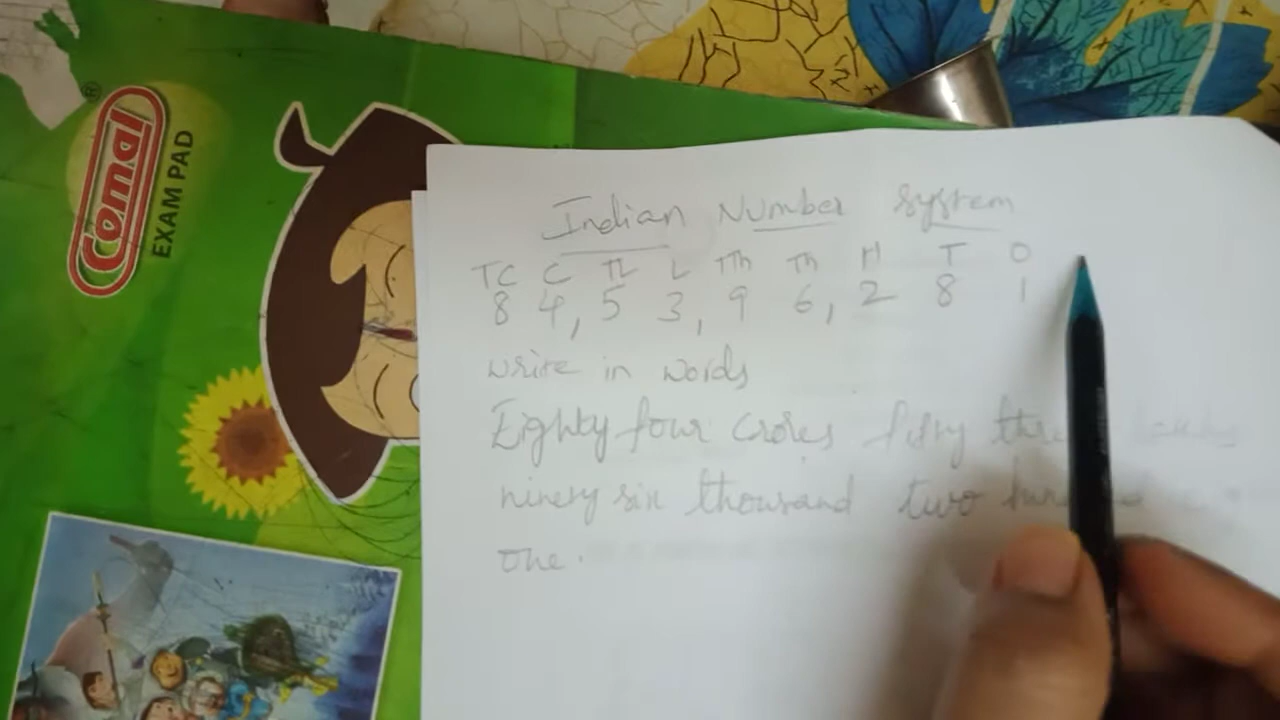 Comal®
EXAM PAD
Indian Number System
TC C TL L TTh Th H T O
8 4, 5 3, 9 6, 2 8 1
write in words
Eighty four crores fifty
ninety six thousand two
one.